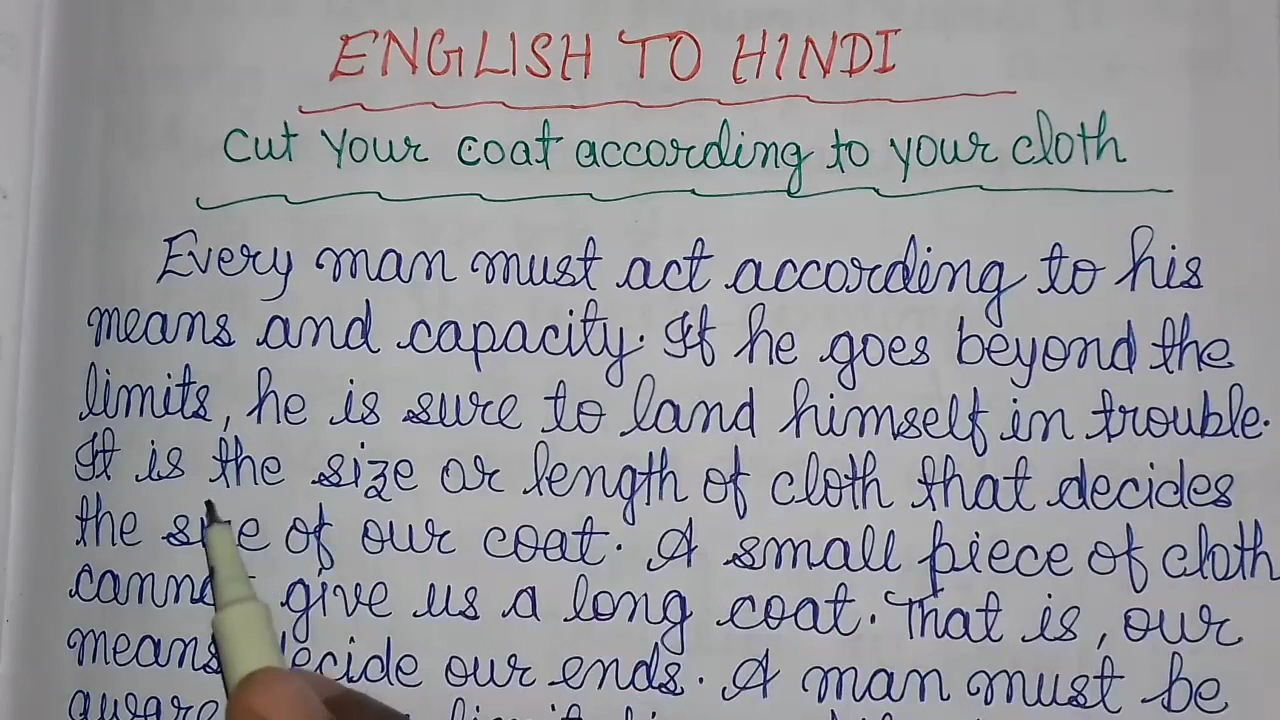 ENGLISH TO HINDI
Cut Your coat according to your cloth
Every man must act according to his
means and capacity. If he goes beyond the
limits, he is sure to land himself in trouble.
It is the size or length of cloth that decides
the of our coat. A small piece of cloth
give us a long coat. That is, our
means our ends. A man must be